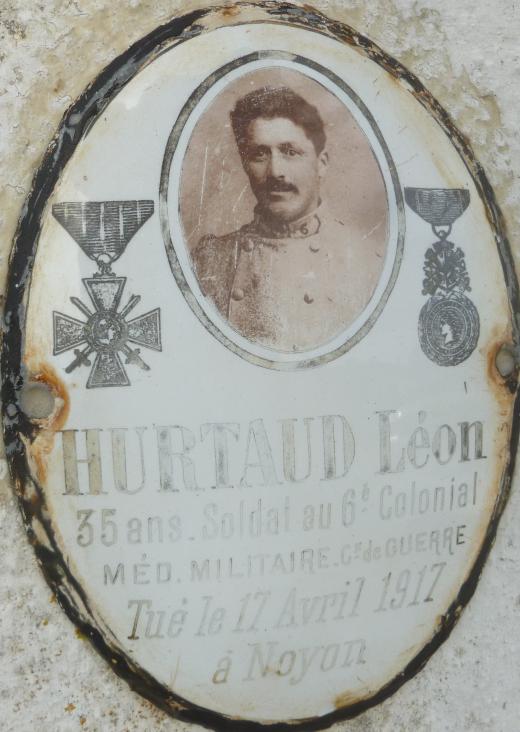 HURTAUD Léon
35 ans. Soldat au 6e Colonial
MÉD. MILITAIRE. Cx de GUERRE
Tué le 17 Avril 1917
à Noyon